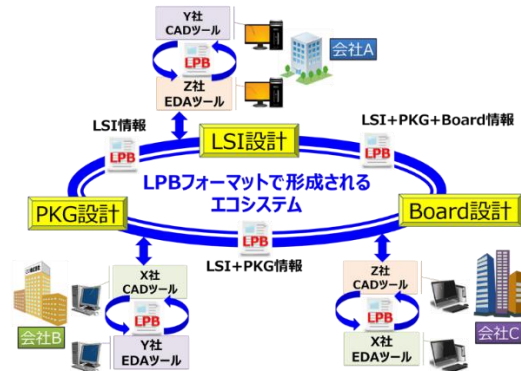 Y社
CADツール
LPB
Z社
EDAツール
会社A
LSI情報
LPB
LSI設計
LSI+PKG+Board情報
LPB
LPBフォーマットで形成される
エコシステム
PKG設計
Board設計
LPB
LSI+PKG情報
X社
CADツール
LPB
Y社
EDAツール
会社B
Z社
CADツール
LPB
X社
EDAツール
会社C